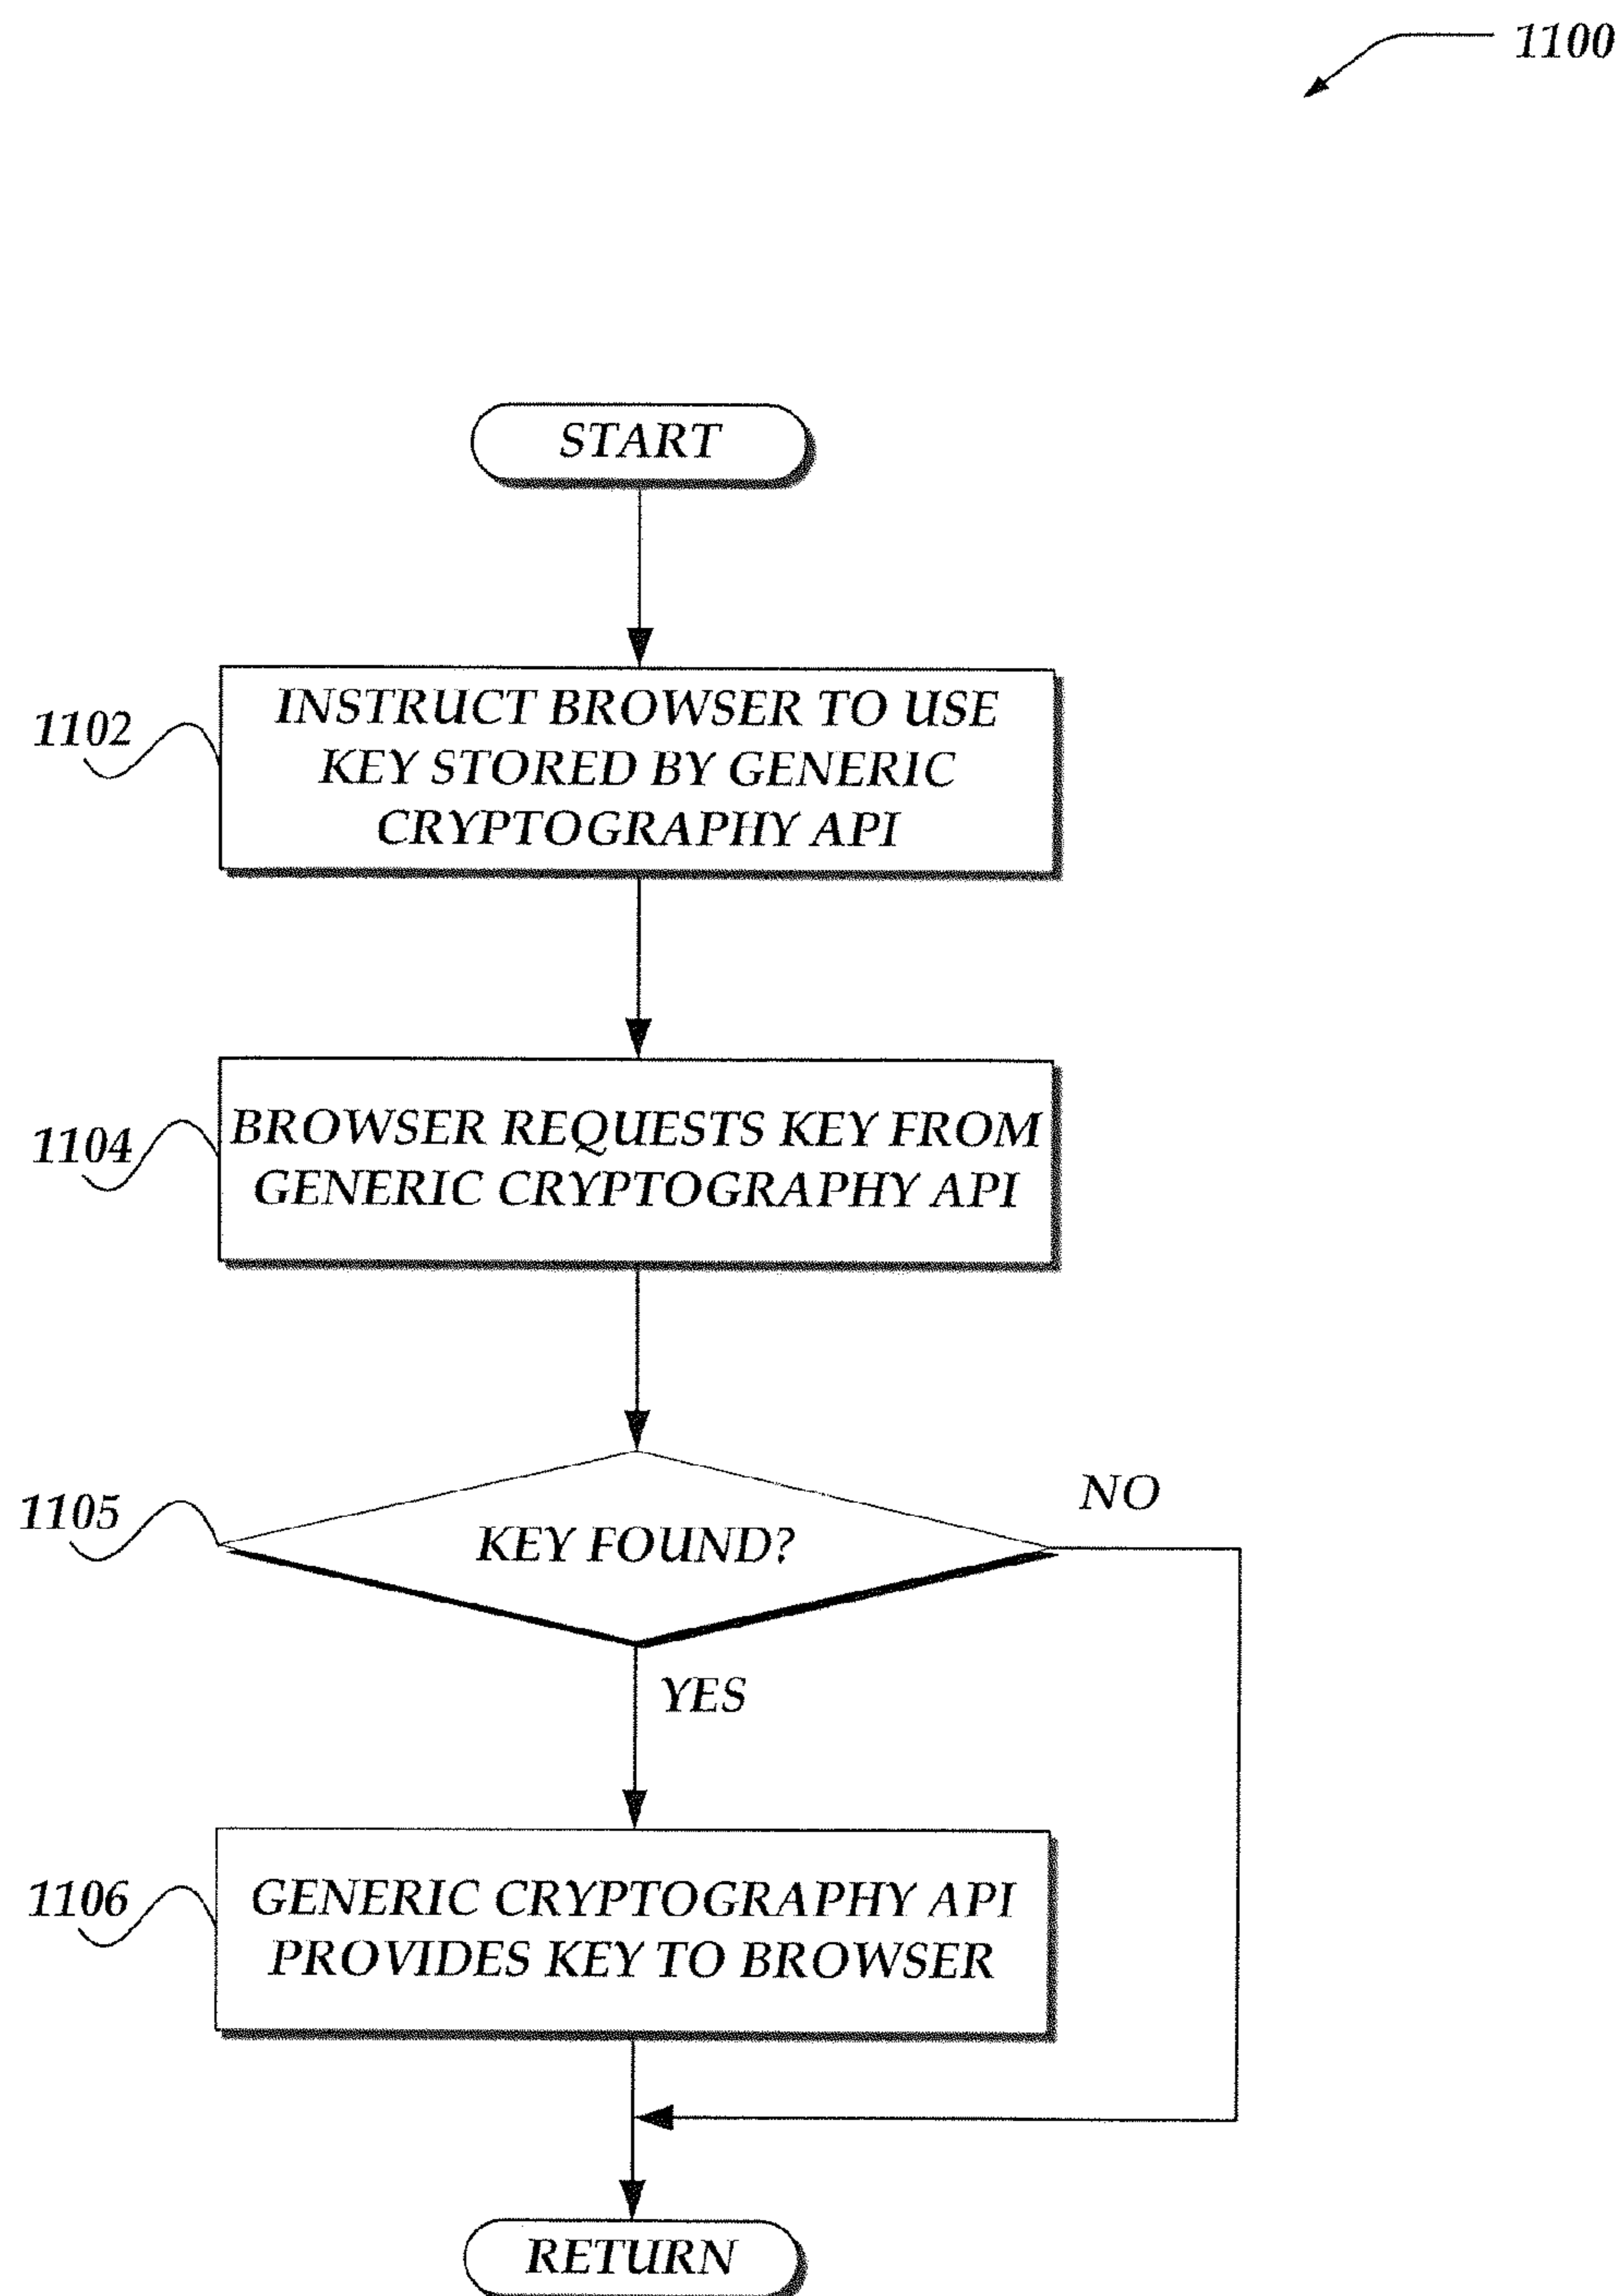 1100
START
1102
INSTRUCT BROWSER TO USE
KEY STORED BY GENERIC
CRYPTOGRAPHY API
1104
BROWSER REQUESTS KEY FROM
GENERIC CRYPTOGRAPHY API
1105
KEY FOUND?
NO
YES
1106
GENERIC CRYPTOGRAPHY API
PROVIDES KEY TO BROWSER
RETURN